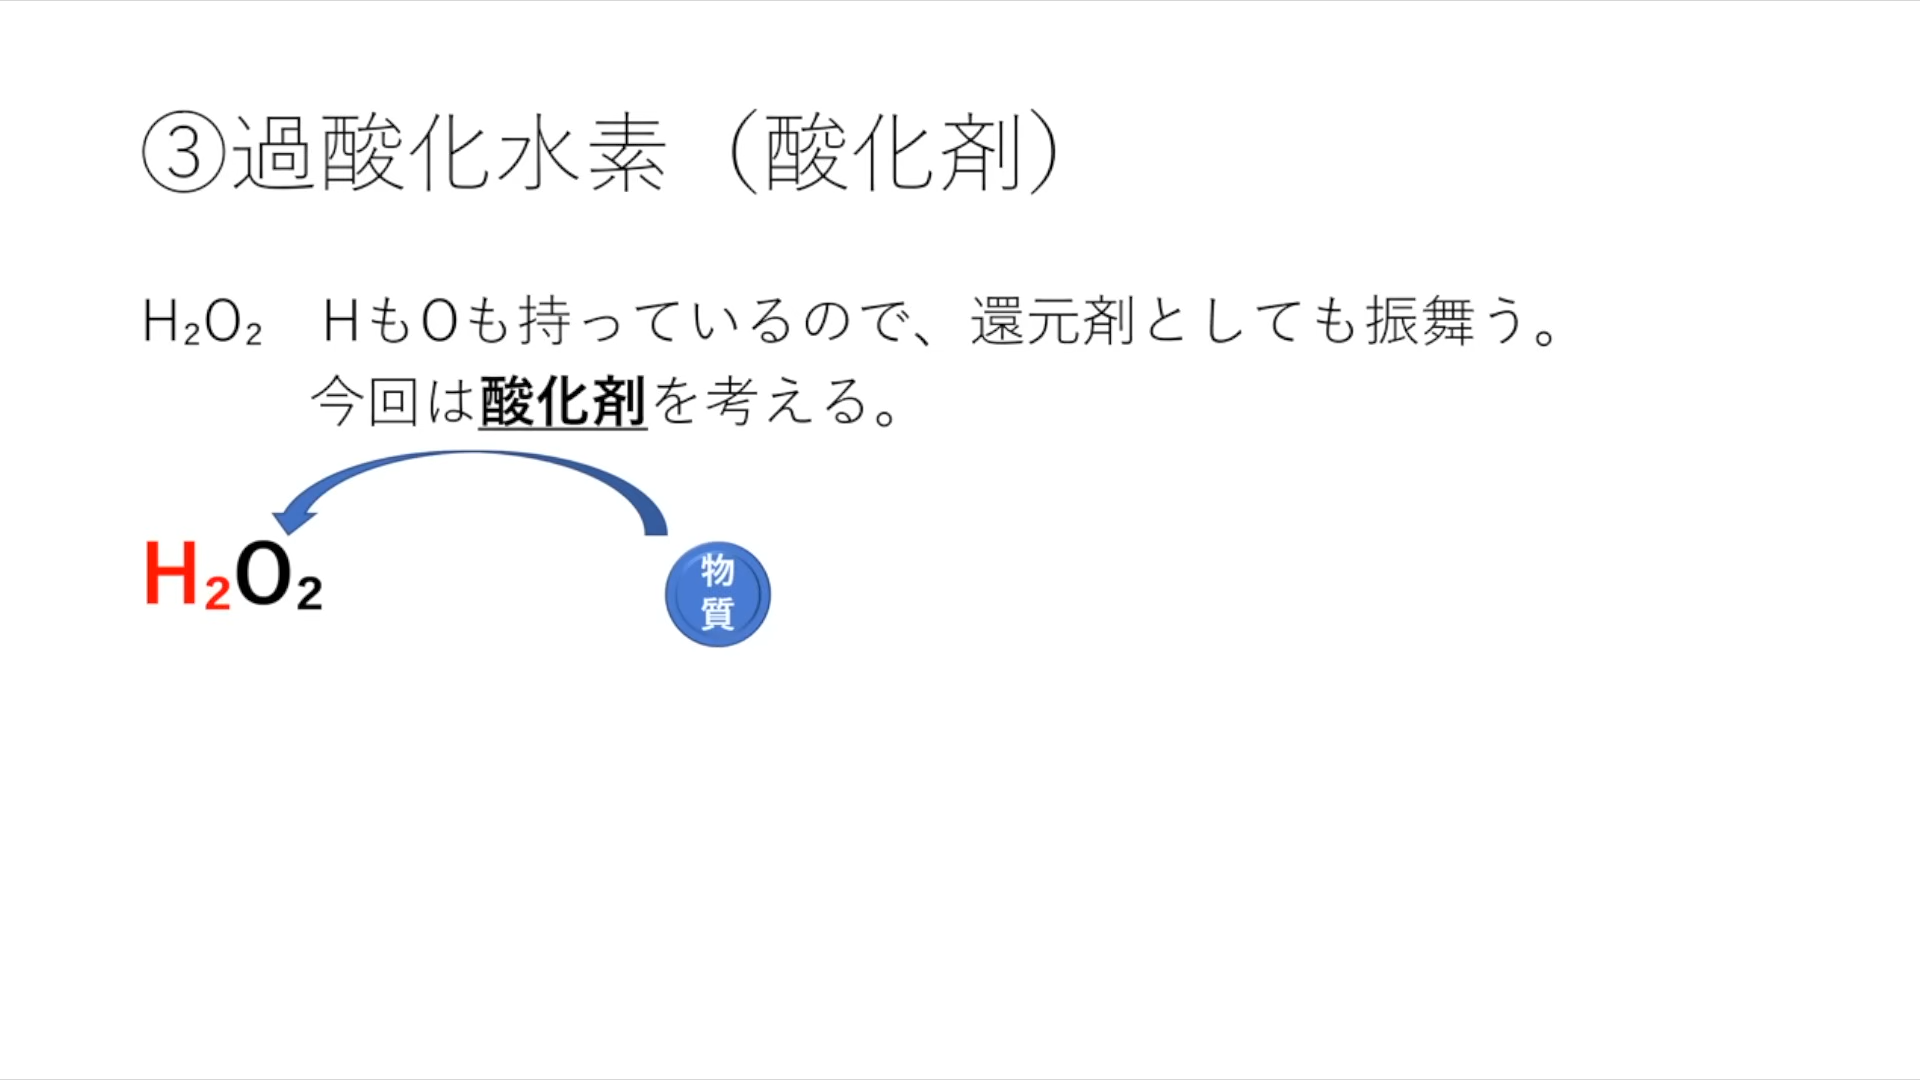 ③過酸化水素（酸化剤）
H₂O₂　HもOも持っているので、還元剤としても振舞う。
今回は酸化剤を考える。
H₂O₂
物
質